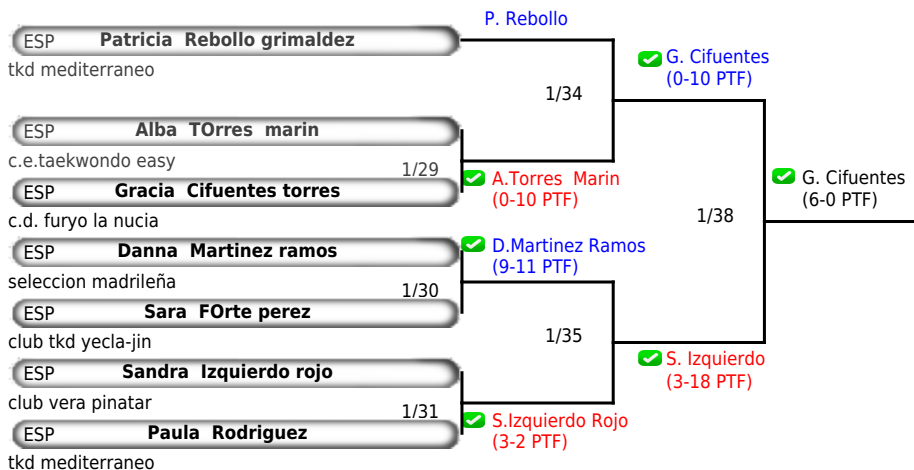 P. Rebollo
ESP Patricia Rebollo grimaldez
tkd mediterraneo
G. Cifuentes
(0-10 PTF)
1/34
ESP Alba TOrres marin
c.e.taekwondo easy
1/29
A.Torres Marin
(0-10 PTF)
ESP Gracia Cifuentes torres
c.d. furyo la nucia
G. Cifuentes
(6-0 PTF)
1/38
ESP Danna Martinez ramos
seleccion madrileña
D.Martinez Ramos
(9-11 PTF)
1/30
ESP Sara FOrte perez
club tkd yecla-jin
1/35
ESP Sandra Izquierdo rojo
club vera pinatar
S. Izquierdo
(3-18 PTF)
1/31
S.Izquierdo Rojo
(3-2 PTF)
ESP Paula Rodriguez
tkd mediterraneo